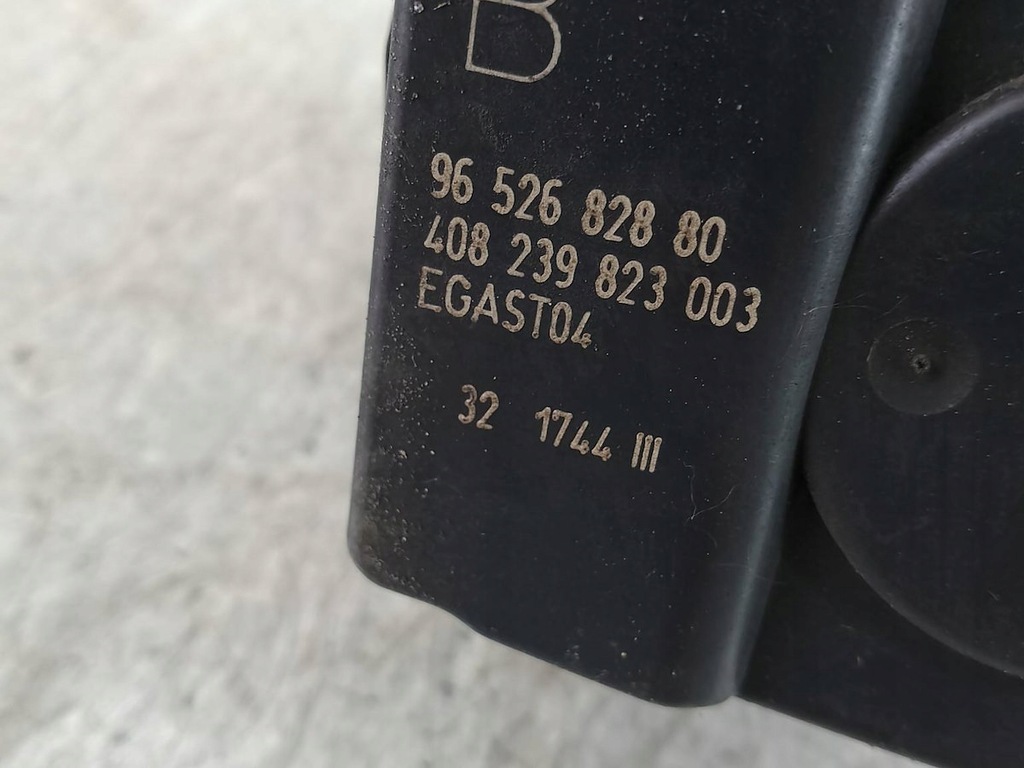 B
96 526 828 80
408 239 823 003
EGAST04
32 1744 III